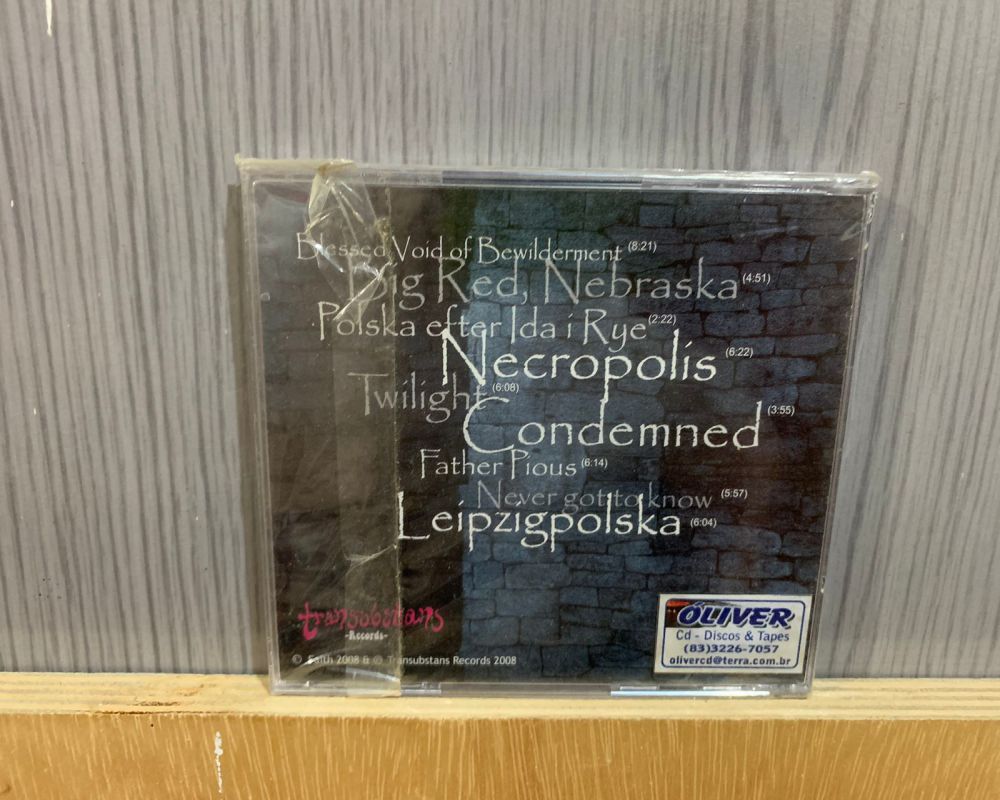 Blessed Void of Bewilderment (8:21)
Big Red, Nebraska (4:51)
Polska efter Ida i Rye (2:22)
Necropolis (6:22)
Twilight (6:08)
Condemned (3:55)
Father Pious (6:14)
Never got to know (5:57)
Leipzigpolska (6:04)
transubstans
-Records-
© Faith 2008 & ℗ Transubstans Records 2008
ÓLIVER
Cd - Discos & Tapes
(83)3226-7057
olivercd@terra.com.br